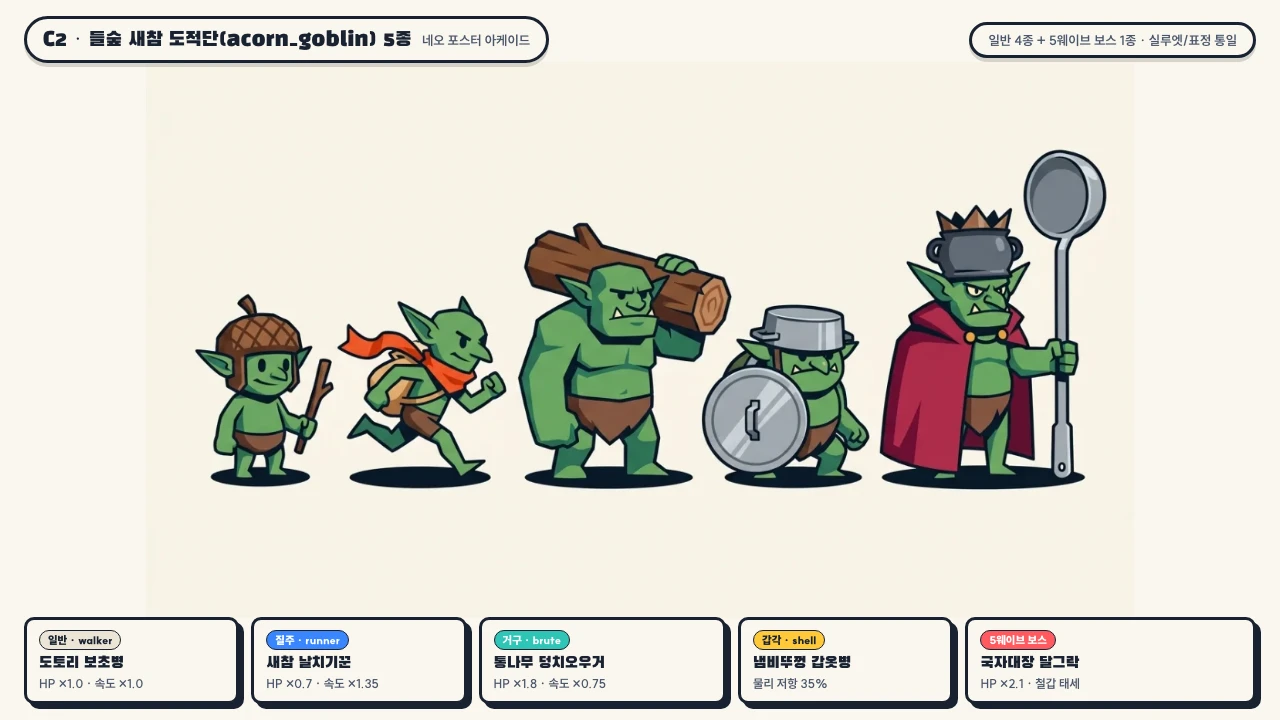 C2 · 들숲 새참 도적단(acorn_goblin) 5종 네오 포스터 아케이드
일반 4종 + 5웨이브 보스 1종 · 실루엣/표정 통일
일반 · walker
도토리 보초병
HP ×1.0 · 속도 ×1.0
질주 · runner
새참 날치기꾼
HP ×0.7 · 속도 ×1.35
거구 · brute
통나무 덩치오우거
HP ×1.8 · 속도 ×0.75
갑각 · shell
냄비뚜껑 갑옷병
물리 저항 35%
5웨이브 보스
국자대장 달그락
HP ×2.1 · 철갑 태세